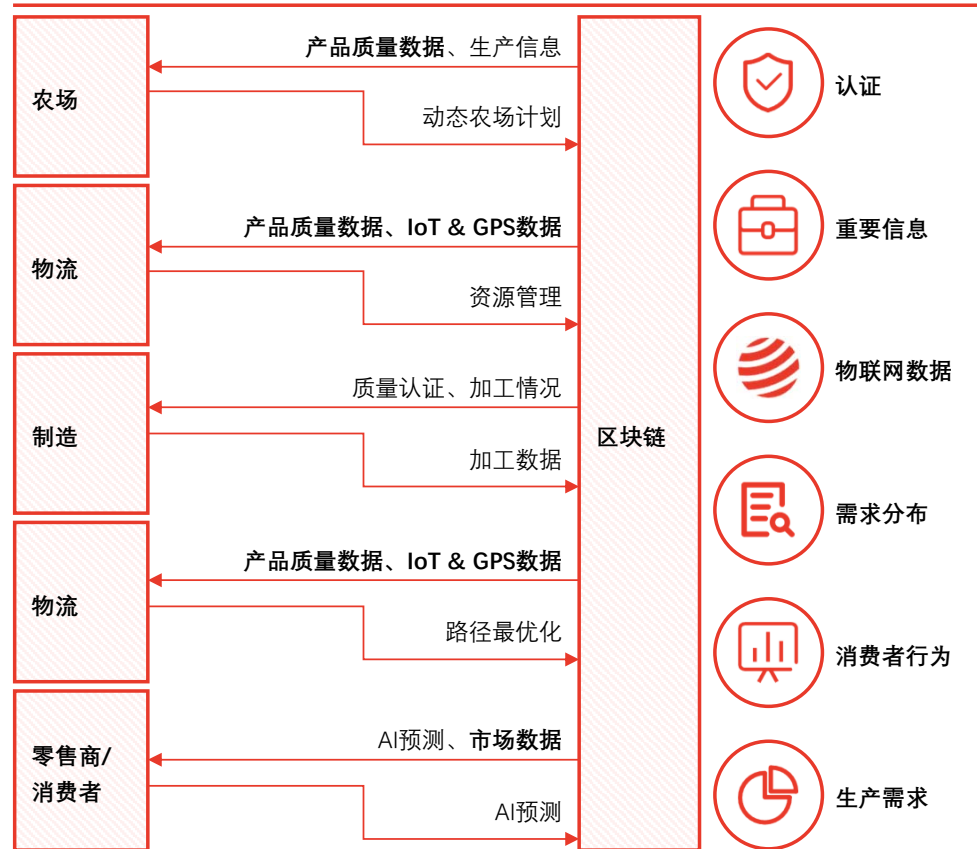 产品质量数据、生产信息
农场
动态农场计划
产品质量数据、IoT & GPS数据
物流
资源管理
质量认证、加工情况
制造
加工数据
产品质量数据、IoT & GPS数据
物流
路径最优化
AI预测、市场数据
零售商/
消费者
AI预测
区块链
认证
重要信息
物联网数据
需求分布
消费者行为
生产需求